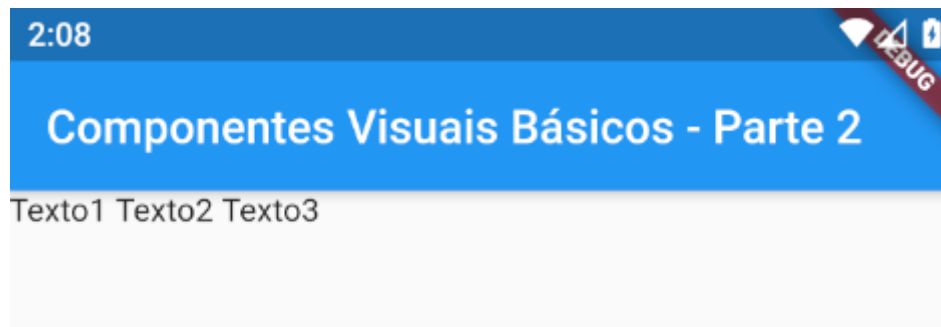 2:08
DEBUG
Componentes Visuais Básicos - Parte 2
Texto1 Texto2 Texto3